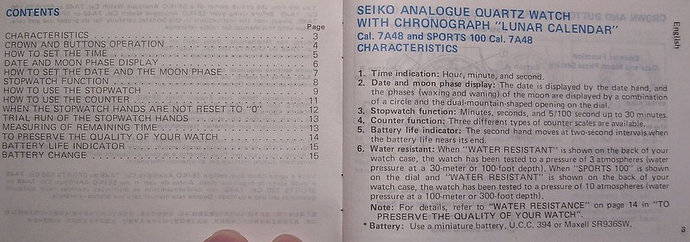 CONTENTS
Page
CHARACTERISTICS 3
CROWN AND BUTTONS OPERATION 4
HOW TO SET THE TIME 5
DATE AND MOON PHASE DISPLAY 6
HOW TO SET THE DATE AND THE MOON PHASE 7
STOPWATCH FUNCTION 8
HOW TO USE THE STOPWATCH 9
HOW TO USE THE COUNTER 11
WHEN THE STOPWATCH HANDS ARE NOT RESET TO "0" 12
TRIAL RUN OF THE STOPWATCH HANDS 13
MEASURING OF REMAINING TIME 13
TO PRESERVE THE QUALITY OF YOUR WATCH 14
BATTERY LIFE INDICATOR 15
BATTERY CHANGE 15
SEIKO ANALOGUE QUARTZ WATCH
WITH CHRONOGRAPH "LUNAR CALENDAR"
Cal. 7A48 and SPORTS 100 Cal. 7A48
CHARACTERISTICS
English
1. Time indication: Hour, minute, and second.
2. Date and moon phase display: The date is displayed by the date hand, and
the phases (waxing and waning) of the moon are displayed by a combination
of a circle and the dual-mountain-shaped opening on the dial.
3. Stopwatch function: Minutes, seconds, and 5/100 second up to 30 minutes.
4. Counter function: Three different types of counter scales are available.
5. Battery life indicator: The second hand moves at two-second intervals when
the battery life nears its end.
6. Water resistant: When "WATER RESISTANT" is shown on the back of your
watch case, the watch has been tested to a pressure of 3 atmospheres (water
pressure at a 30-meter or 100-foot depth). When "SPORTS 100" is shown
on the dial and "WATER RESISTANT" is shown on the back of your
watch case, the watch has been tested to a pressure of 10 atmospheres (water
pressure at a 100-meter or 300-foot depth).
Note: For details, refer to "WATER RESISTANCE" on page 14 in "TO
PRESERVE THE QUALITY OF YOUR WATCH".
* Battery: Use a miniature battery, U.C.C. 394 or Maxell SR936SW.
3